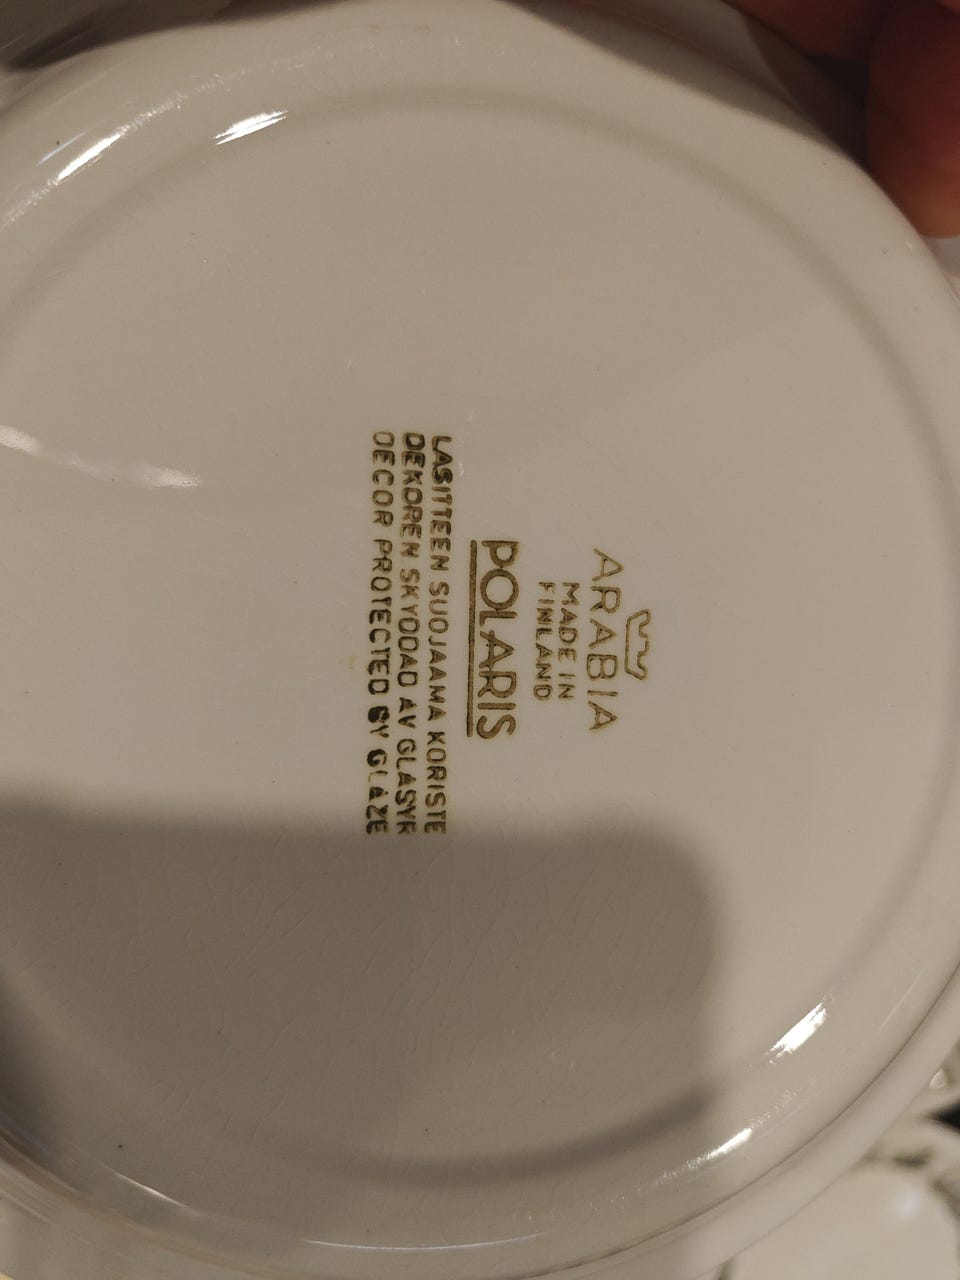 ARABIA
MADE IN
FINLAND
POLARIS
LASITTEEN SUOJAAMA KORISTE
DEKOREN SKYDDAD AV GLASYR
DECOR PROTECTED BY GLAZE